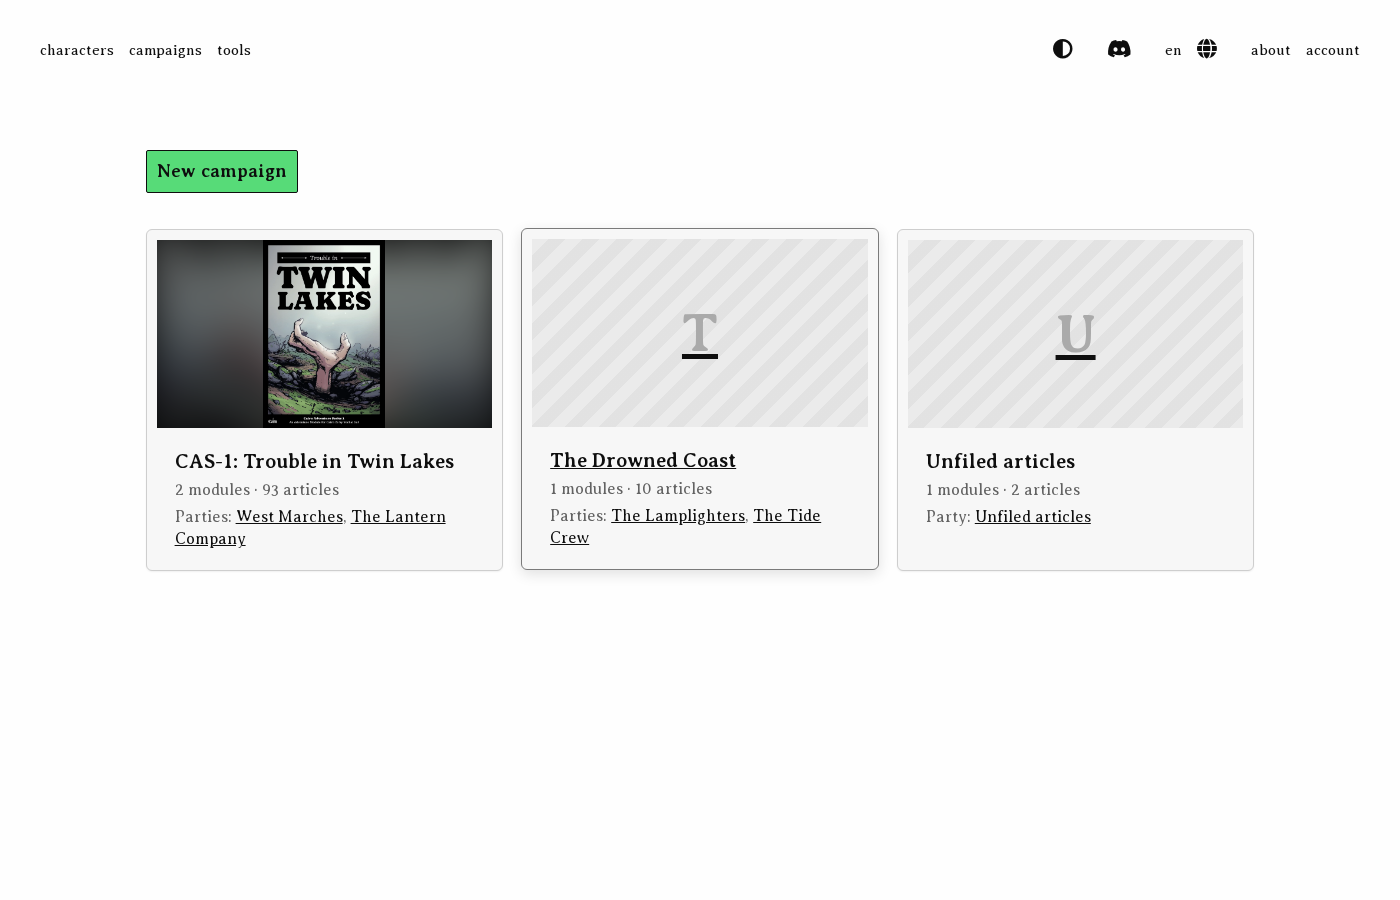 characters campaigns tools en about account
New campaign
Trouble in
TWIN
LAKES
T
U
CAS-1: Trouble in Twin Lakes
2 modules · 93 articles
Parties: West Marches, The Lantern
Company
The Drowned Coast
1 modules · 10 articles
Parties: The Lamplighters, The Tide
Crew
Unfiled articles
1 modules · 2 articles
Party: Unfiled articles